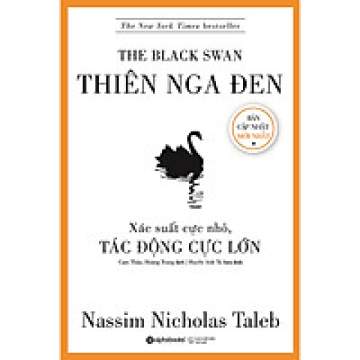 The New York Times bestseller
THE BLACK SWAN
THIÊN NGA ĐEN
BẢN
CẬP NHẬT
MỚI NHẤT
Xác suất cực nhỏ,
TÁC ĐỘNG CỰC LỚN
Nassim Nicholas Taleb
alphabooks